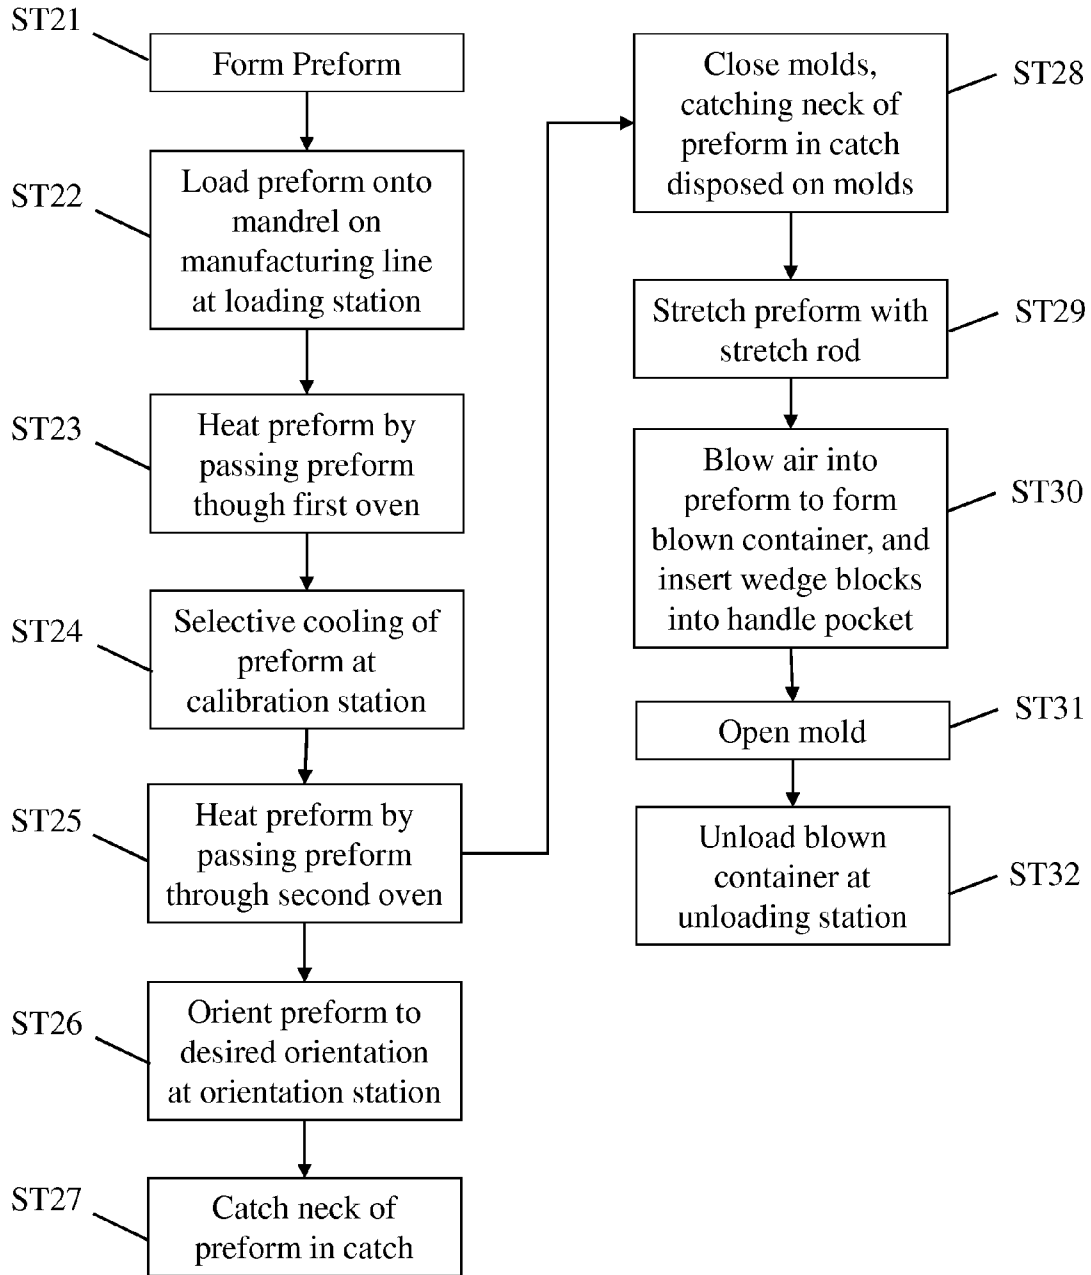 ST21
Form Preform
ST22
Load preform onto
mandrel on
manufacturing line
at loading station
ST23
Heat preform by
passing preform
though first oven
ST24
Selective cooling of
preform at
calibration station
ST25
Heat preform by
passing preform
through second oven
ST26
Orient preform to
desired orientation
at orientation station
ST27
Catch neck of
preform in catch
Close molds,
catching neck of
preform in catch
disposed on molds
ST28
Stretch preform with
stretch rod
ST29
Blow air into
preform to form
blown container, and
insert wedge blocks
into handle pocket
ST30
Open mold
ST31
Unload blown
container at
unloading station
ST32